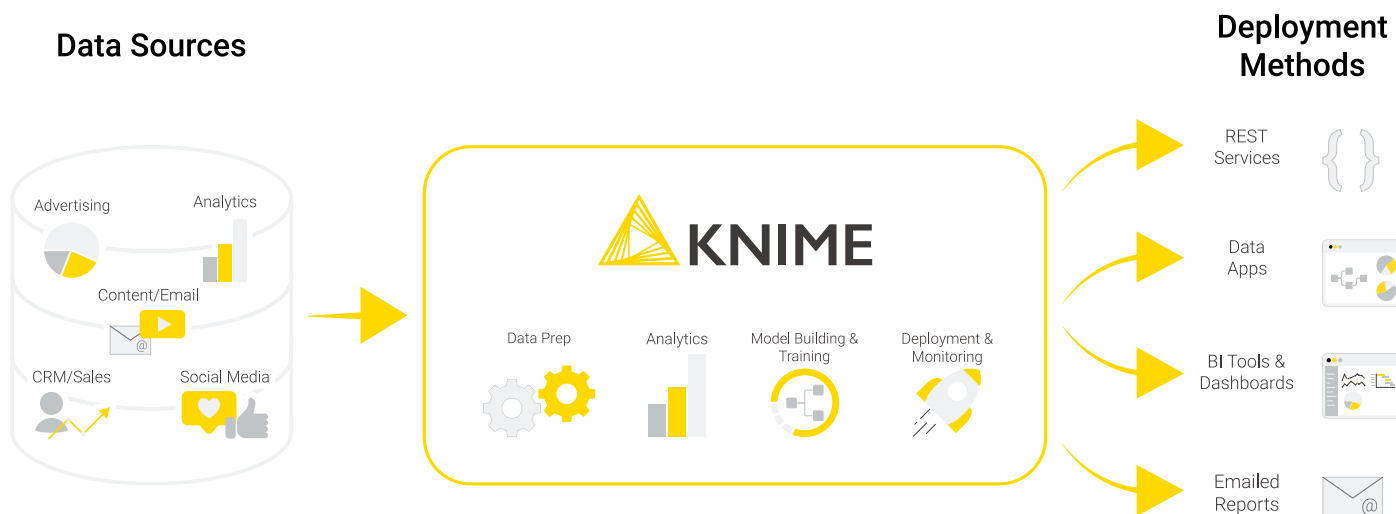 Data Sources
Advertising
Analytics
Content/Email
@
CRM/Sales
Social Media
KNIME
Data Prep
Analytics
Model Building &
Training
Deployment &
Monitoring
Deployment
Methods
REST
Services
{ }
Data
Apps
BI Tools &
Dashboards
Emailed
Reports
@